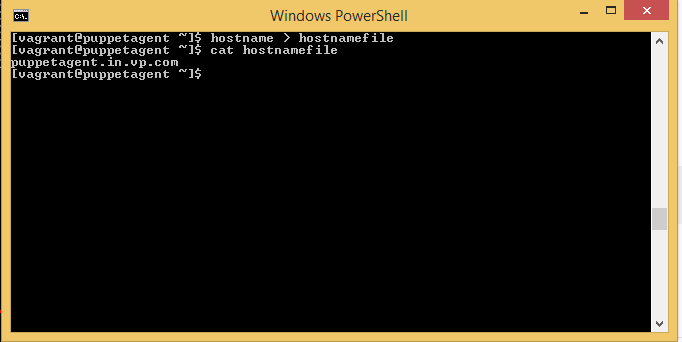 Windows PowerShell
[vagrant@puppetagent ~]$ hostname > hostnamefile
[vagrant@puppetagent ~]$ cat hostnamefile
puppetagent.in.vp.com
[vagrant@puppetagent ~]$